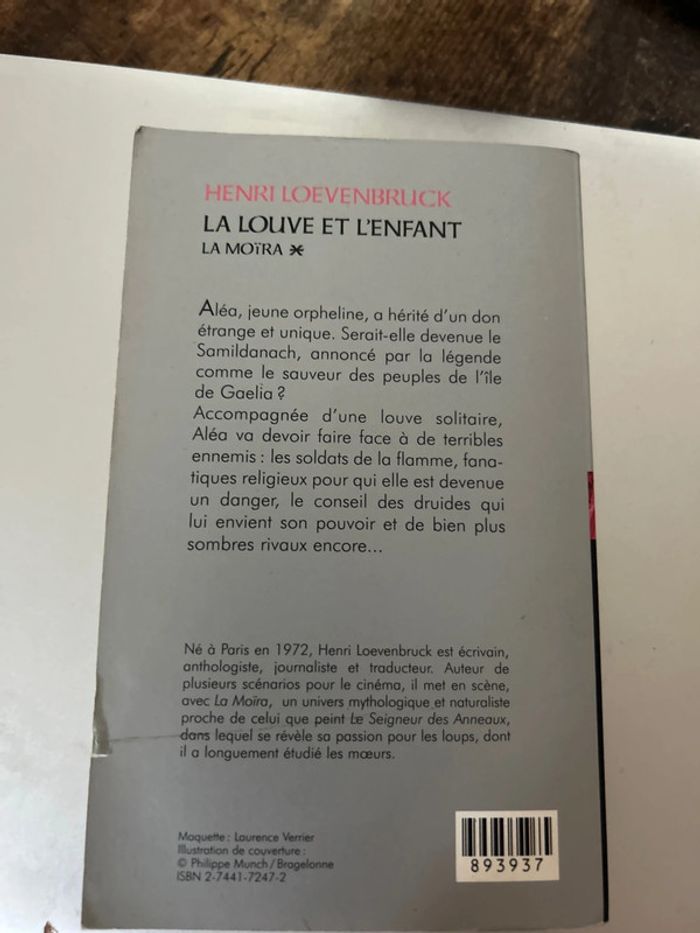 HENRI LOEVENBRUCK
LA LOUVE ET L'ENFANT
LA MOïRA
Aléa, jeune orpheline, a hérité d'un don
étrange et unique. Serait-elle devenue le
Samildanach, annoncé par la légende
comme le sauveur des peuples de l'île
de Gaelia ?
Accompagnée d'une louve solitaire,
Aléa va devoir faire face à de terribles
ennemis : les soldats de la flamme, fana-
tiques religieux pour qui elle est devenue
un danger, le conseil des druides qui
lui envient son pouvoir et de bien plus
sombres rivaux encore...
Né à Paris en 1972, Henri Loevenbruck est écrivain,
anthologiste, journaliste et traducteur. Auteur de
plusieurs scénarios pour le cinéma, il met en scène,
avec La Moïra, un univers mythologique et naturaliste
proche de celui que peint Le Seigneur des Anneaux,
dans lequel se révèle sa passion pour les loups, dont
il a longuement étudié les mœurs.
Maquette : Laurence Verrier
Illustration de couverture :
© Philippe Munch/Bragelonne
ISBN 2-7441-7247-2
893937